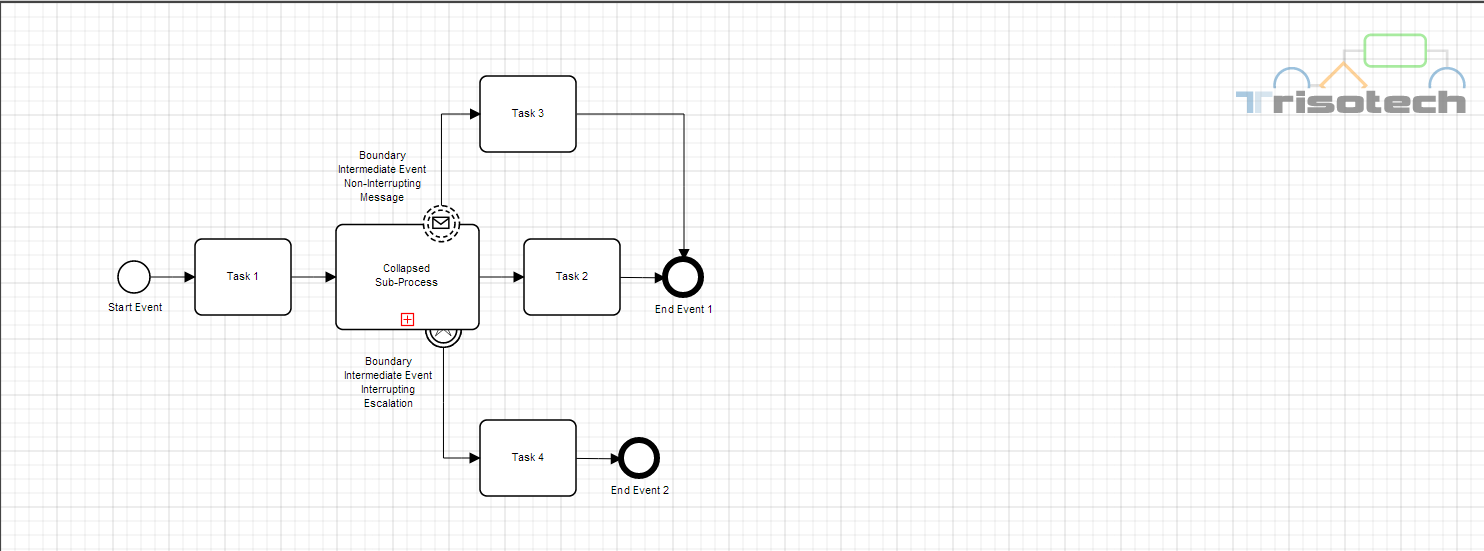 Trisotech
Task 3
Boundary
Intermediate Event
Non-Interrupting
Message
Start Event
Task 1
Collapsed
Sub-Process
Task 2
End Event 1
Boundary
Intermediate Event
Interrupting
Escalation
Task 4
End Event 2